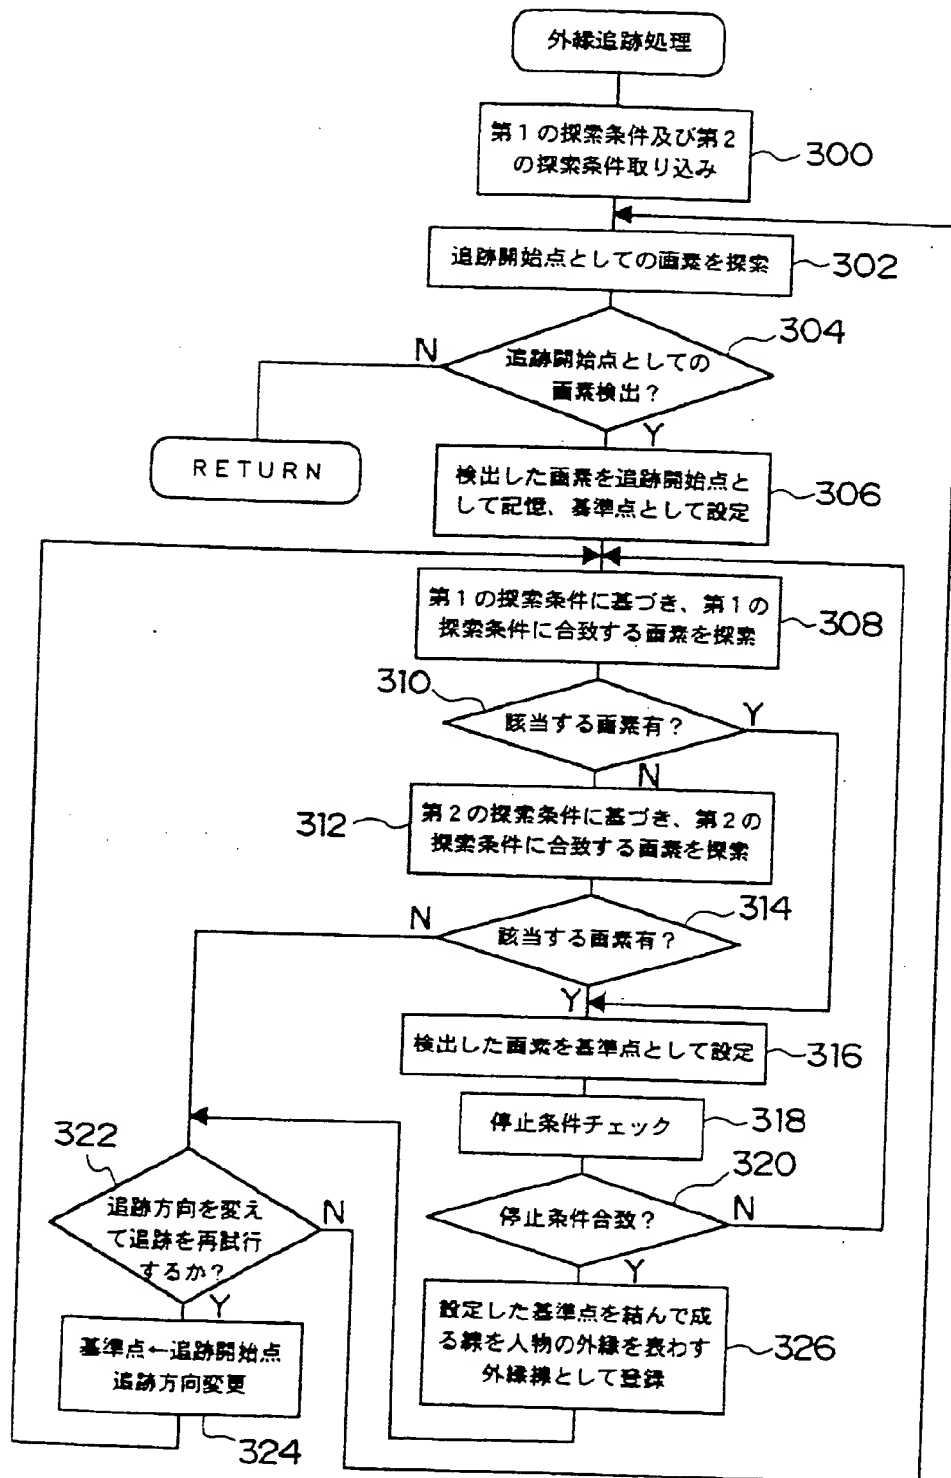 外縁追跡処理
第1の探索条件及び第2
の探索条件取り込み
300
追跡開始点としての画素を探索
302
304
N
追跡開始点としての
画素検出?
Y
RETURN
検出した画素を追跡開始点と
して記憶、基準点として設定
306
第1の探索条件に基づき、第1の
探索条件に合致する画素を探索
308
310
該当する画素有?
Y
N
312
第2の探索条件に基づき、第2の
探索条件に合致する画素を探索
314
N
該当する画素有?
Y
検出した画素を基準点として設定
316
停止条件チェック
318
320
停止条件合致?
N
Y
322
追跡方向を変え
て追跡を再試行
するか?
N
Y
設定した基準点を結んで成
る線を人物の外縁を表わす
外縁線として登録
326
基準点←追跡開始点
追跡方向変更
324